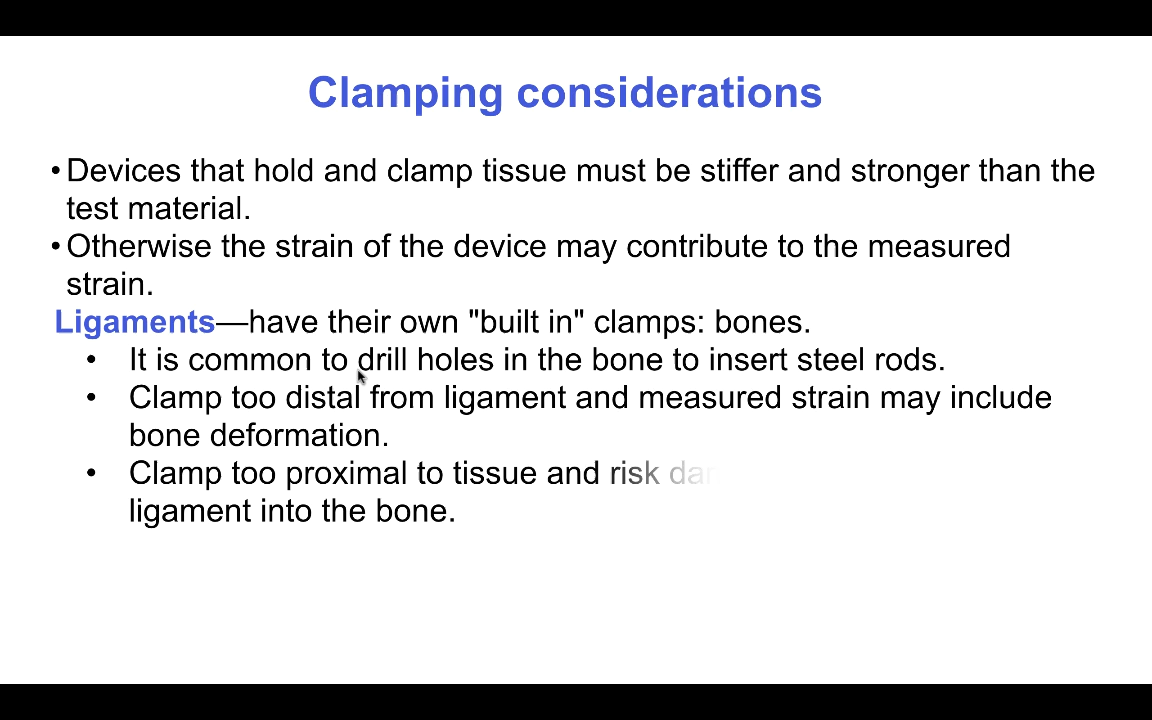 Clamping considerations
• Devices that hold and clamp tissue must be stiffer and stronger than the
test material.
• Otherwise the strain of the device may contribute to the measured
strain.
Ligaments—have their own "built in" clamps: bones.
• It is common to drill holes in the bone to insert steel rods.
• Clamp too distal from ligament and measured strain may include
bone deformation.
• Clamp too proximal to tissue and risk
ligament into the bone.